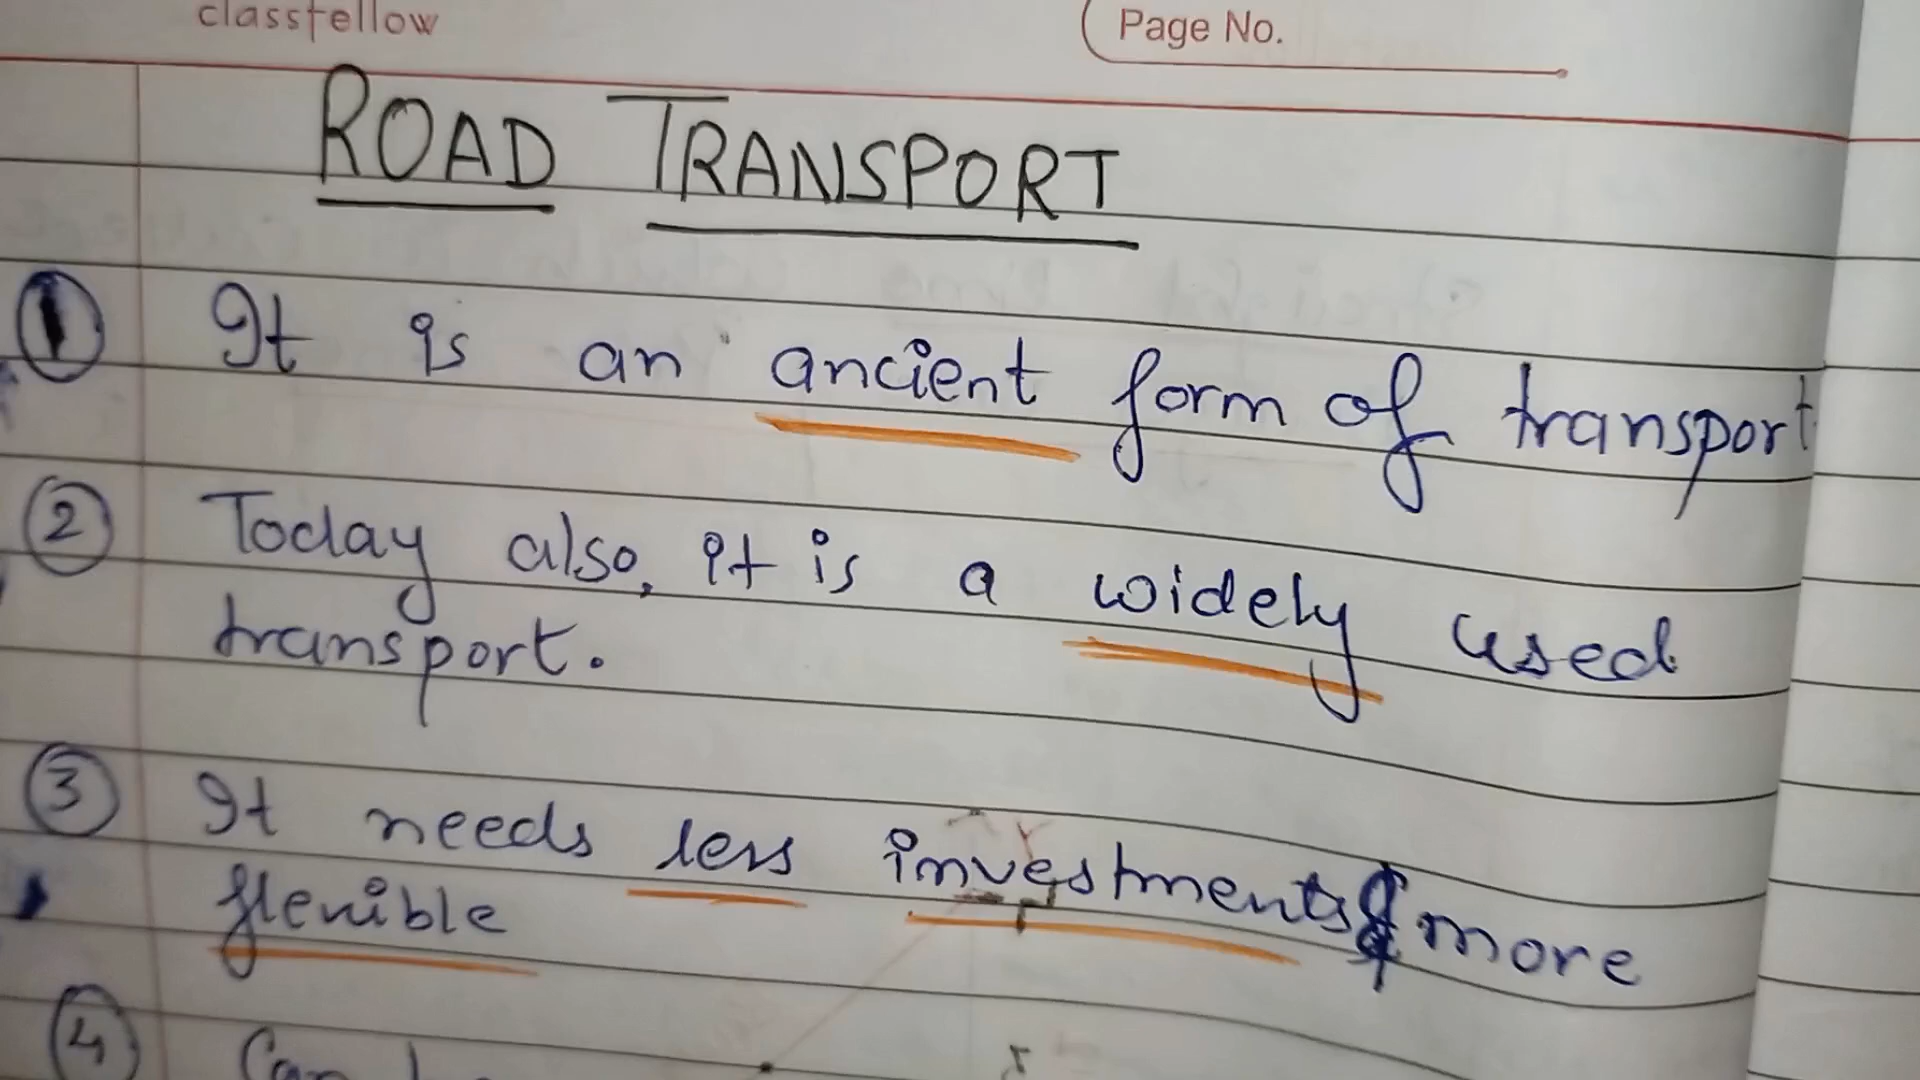 classfellow
Page No.
ROAD TRANSPORT
1 It is an ancient form of transport
2 Today also, it is a widely used
transport.
3 It needs less investments & more
flexible
4 Can